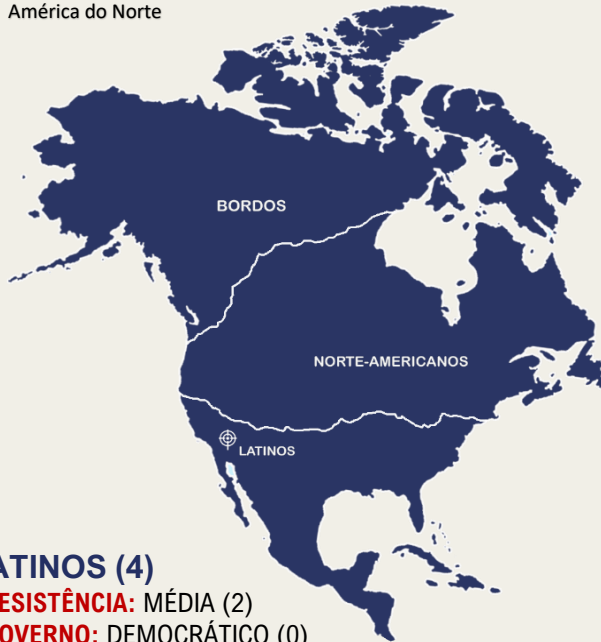 América do Norte
BORDOS
NORTE-AMERICANOS
LATINOS
ATINOS (4)
ESISTÊNCIA: MÉDIA (2)
OVERNO: DEMOCRÁTICO (0)